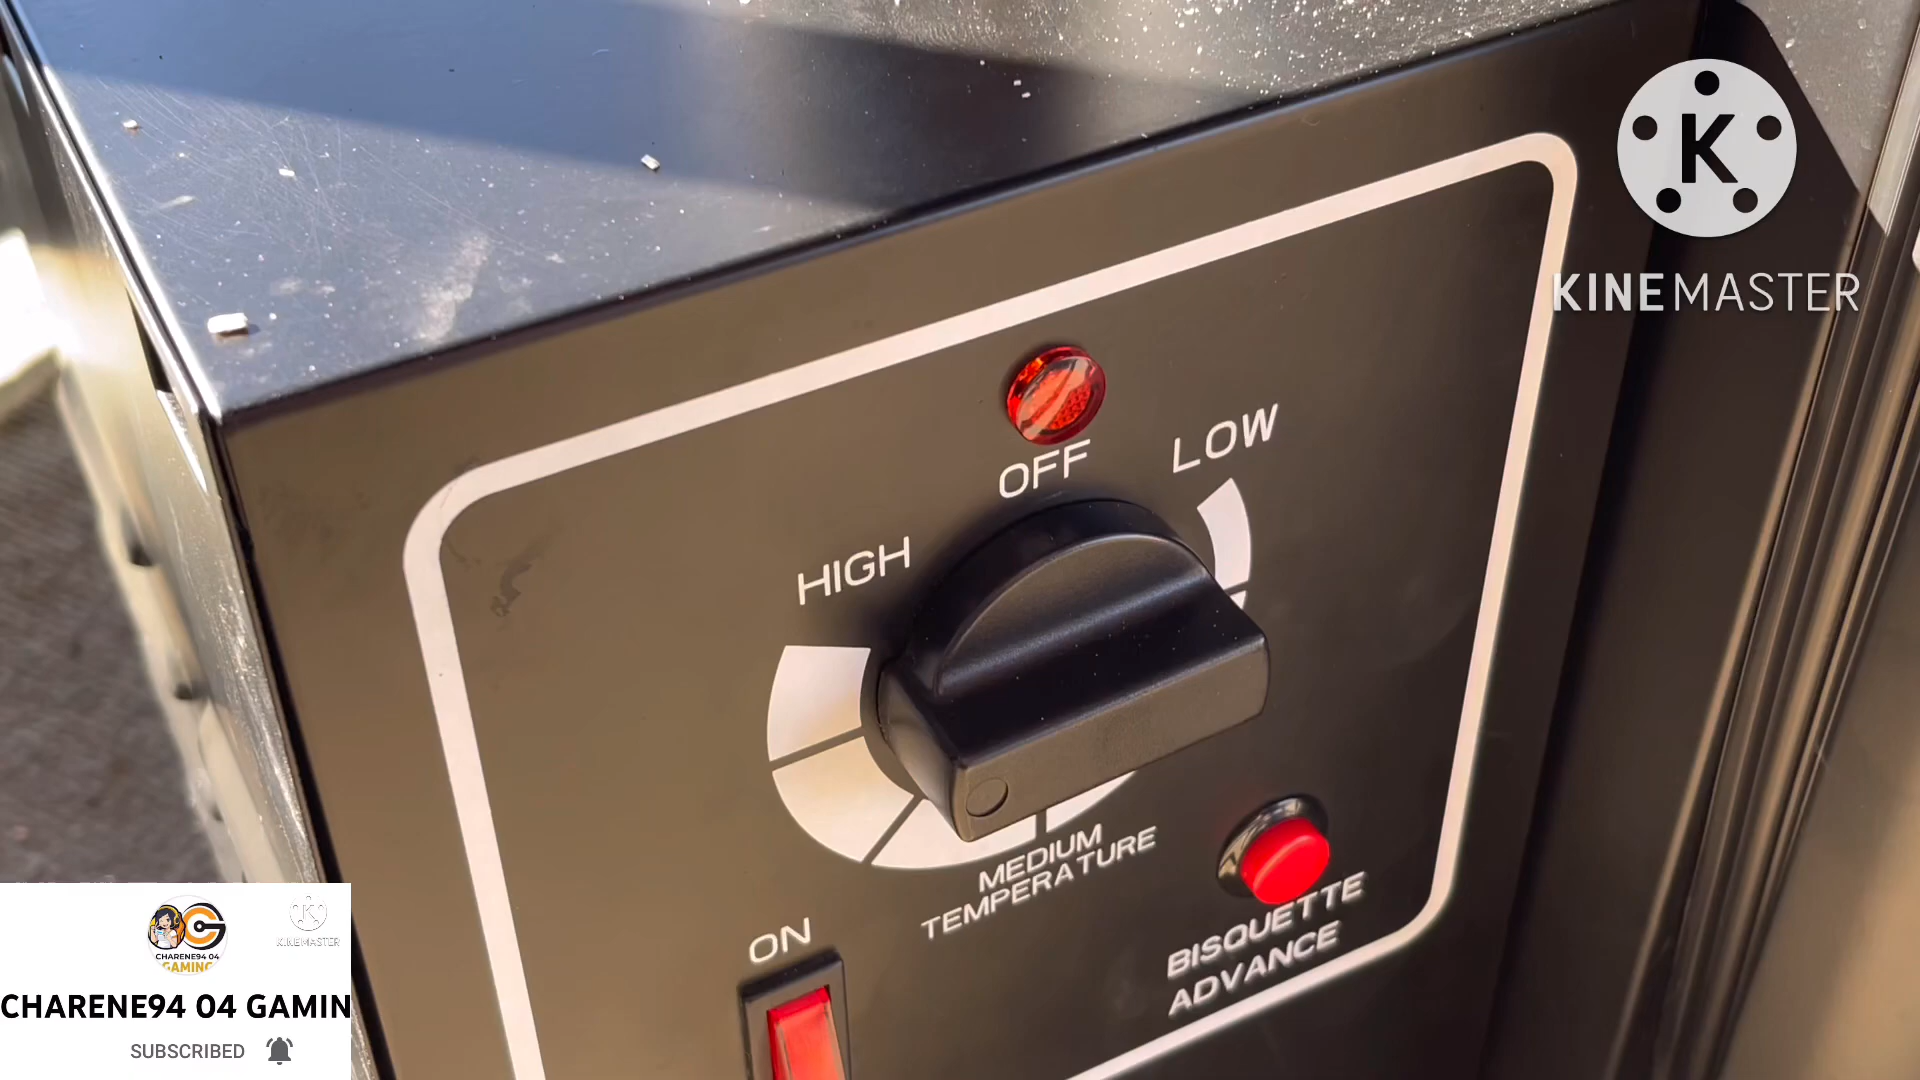 K
KINEMASTER
OFF
LOW
HIGH
MEDIUM
TEMPERATURE
BISQUETTE
ADVANCE
ON
KINEMASTER
CHARENE94 04
GAMING
CHARENE94 04 GAMIN
SUBSCRIBED